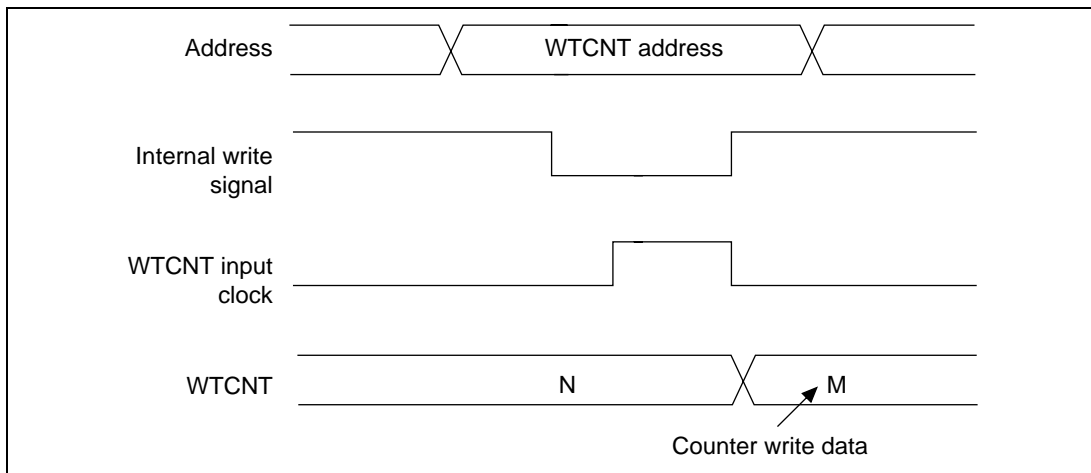 Address
WTCNT address
Internal write
signal
WTCNT input
clock
WTCNT
N
M
Counter write data